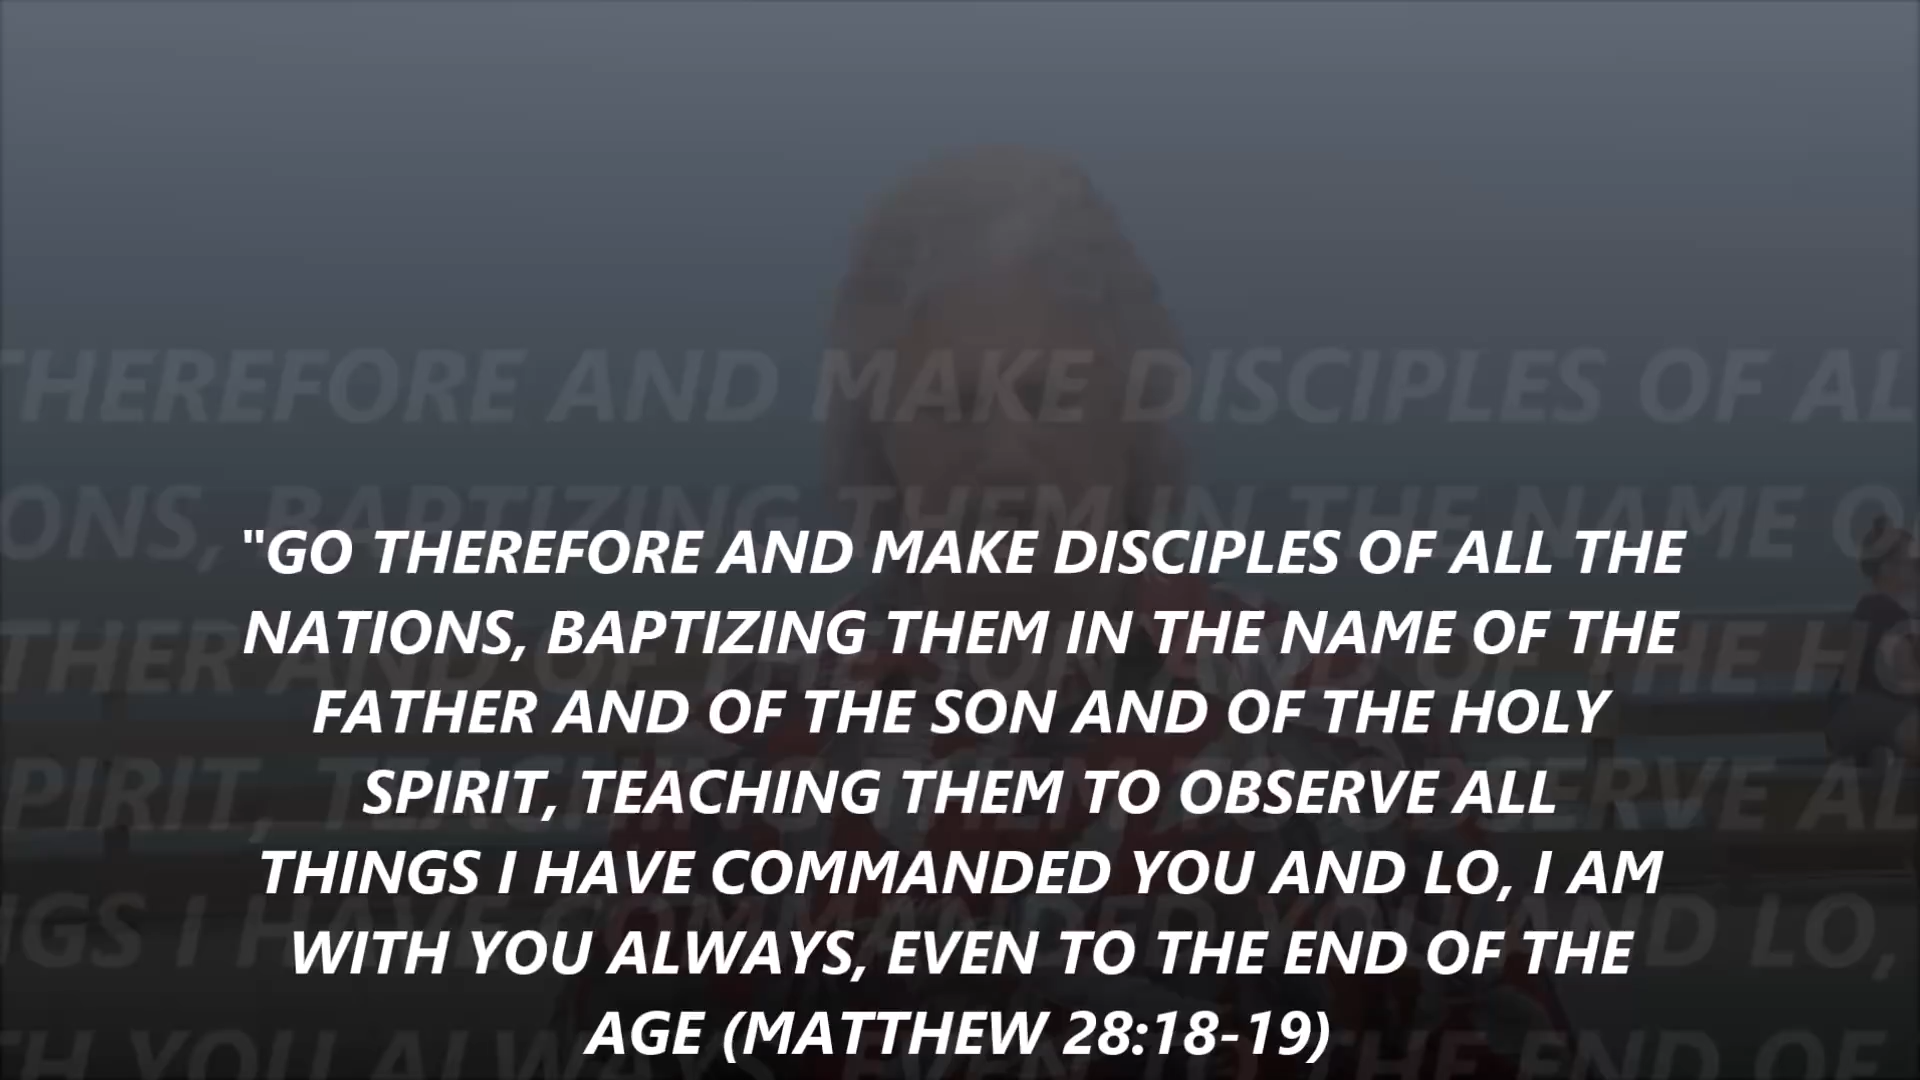 "GO THEREFORE AND MAKE DISCIPLES OF ALL THE
NATIONS, BAPTIZING THEM IN THE NAME OF THE
FATHER AND OF THE SON AND OF THE HOLY
SPIRIT, TEACHING THEM TO OBSERVE ALL
THINGS I HAVE COMMANDED YOU AND LO, I AM
WITH YOU ALWAYS, EVEN TO THE END OF THE
AGE (MATTHEW 28:18-19)